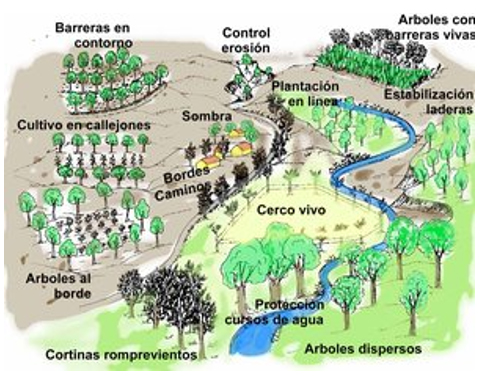 Barreras en
contorno
Control
erosión
Arboles con
barreras vivas
Plantación
en línea
Estabilización
laderas
Cultivo en callejones
Sombra
Bordes
Caminos
Cerco vivo
Arboles al
borde
Protección
cursos de agua
Cortinas romprevientos
Arboles dispersos